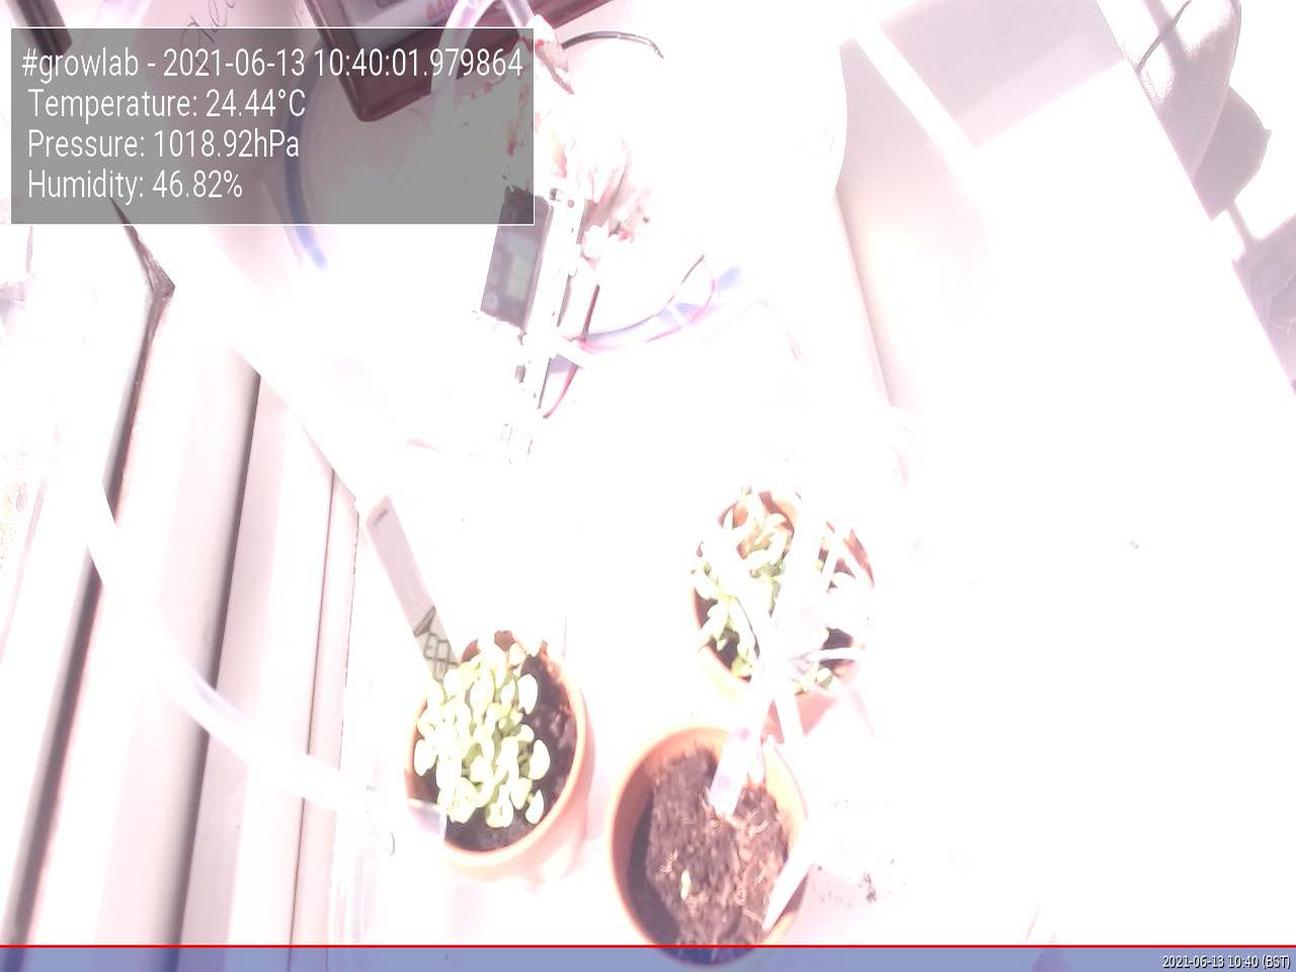 #growlab - 2021-06-13 10:40:01.979864
Temperature: 24.44°C
Pressure: 1018.92hPa
Humidity: 46.82%
2021-06-13 10:40 (BST)